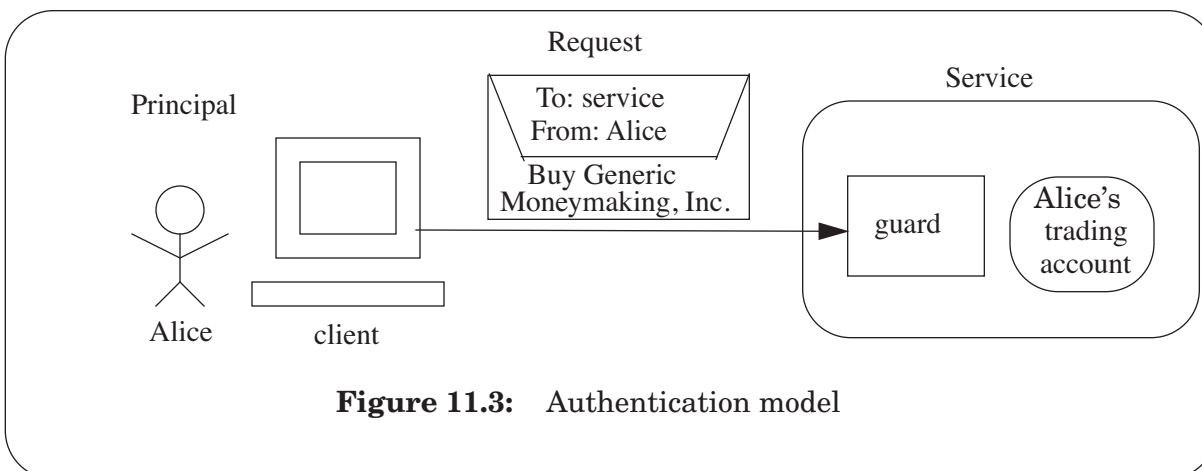 Request
Service
Principal
To: service
From: Alice
Buy Generic
Moneymaking, Inc.
guard
Alice's
trading
account
Alice
client
Figure 11.3: Authentication model